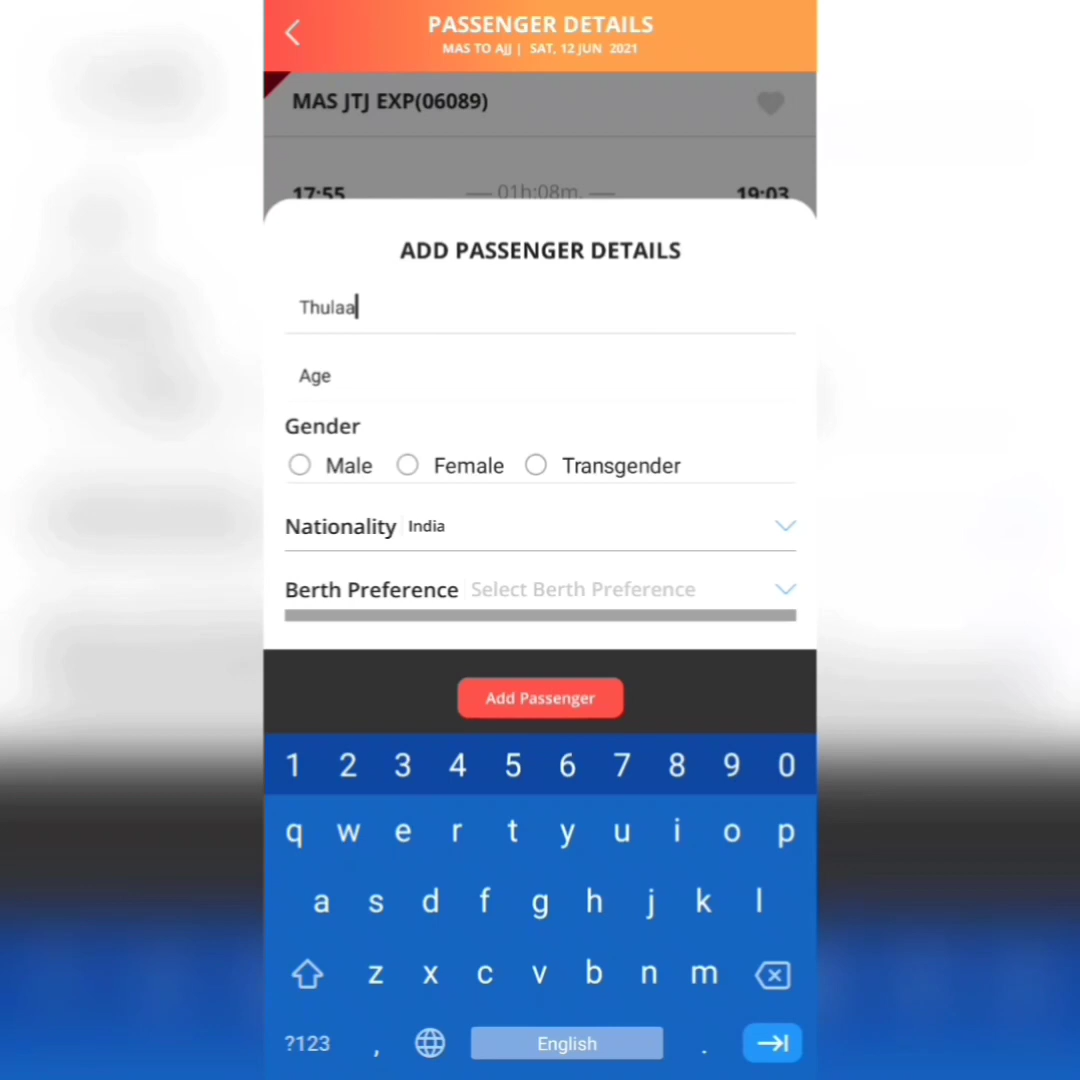 PASSENGER DETAILS
MAS TO AJJ | SAT, 12 JUN 2021
MAS JTJ EXP(06089)
17:55 01h:08m. 19:03
ADD PASSENGER DETAILS
Thulaa
Age
Gender
Male Female Transgender
Nationality India
Berth Preference Select Berth Preference
Add Passenger
1 2 3 4 5 6 7 8 9 0
q w e r t y u i o p
a s d f g h j k l
z x c v b n m
?123 , English .